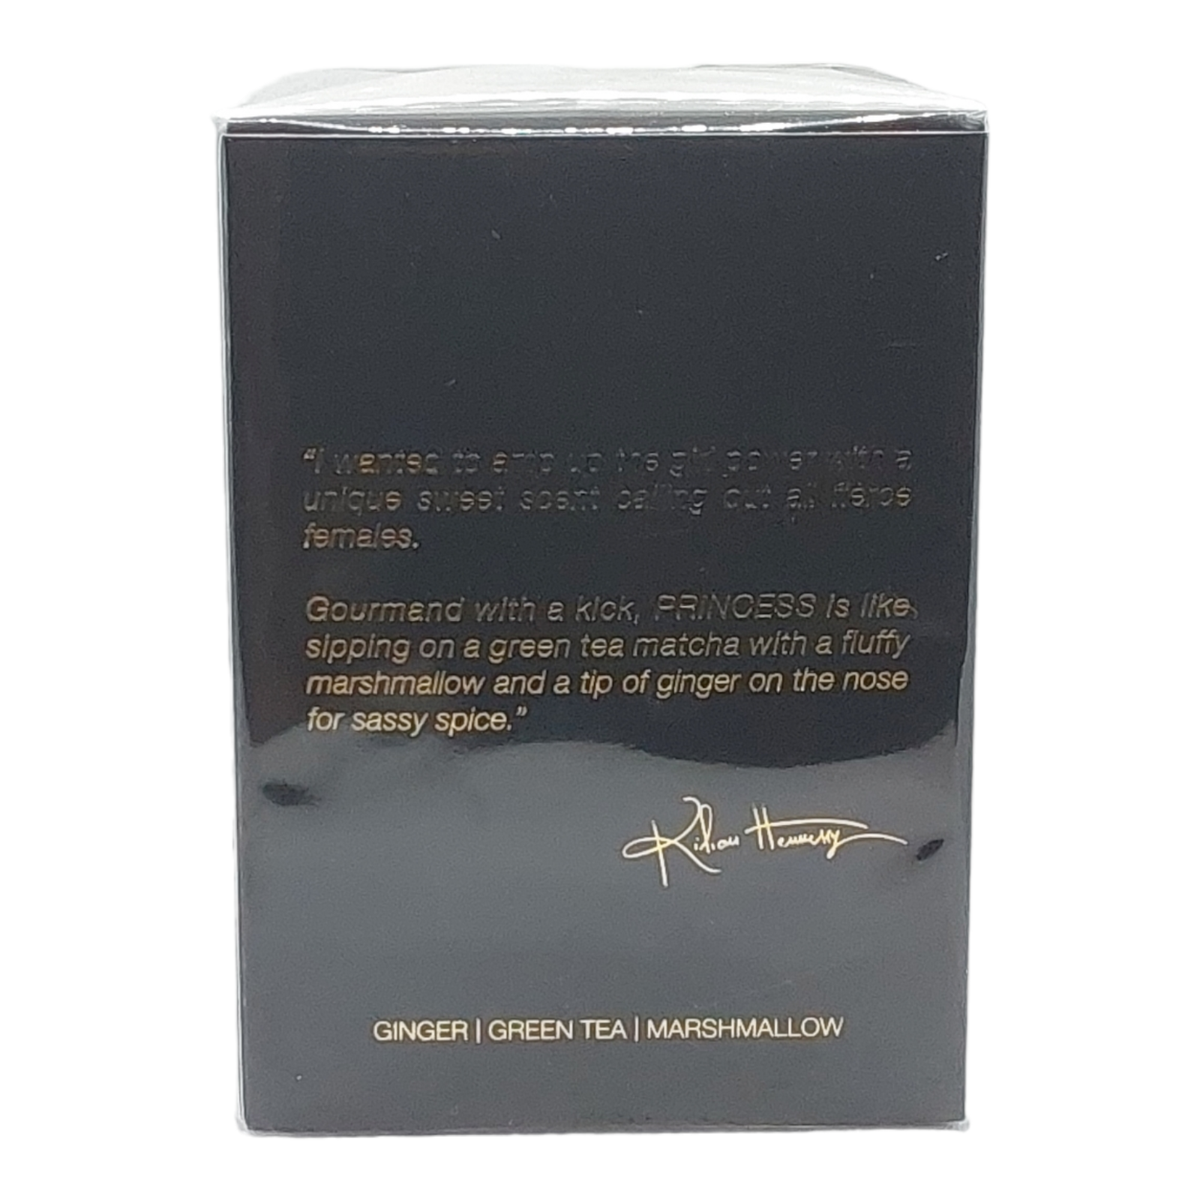 “I wanted to amp up the girl power with a
unique sweet scent calling out all fierce
females.
Gourmand with a kick, PRINCESS is like
sipping on a green tea matcha with a fluffy
marshmallow and a tip of ginger on the nose
for sassy spice.”
Kilian Hennessy
GINGER | GREEN TEA | MARSHMALLOW